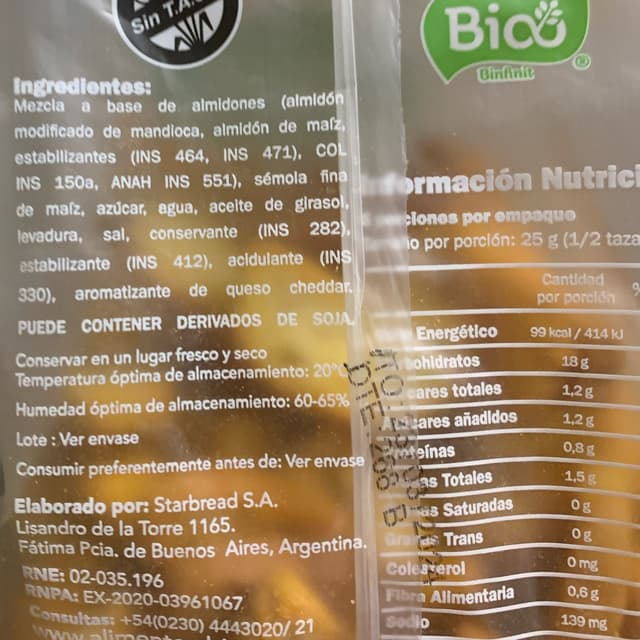 Sin T.A.C.
Bio
Binfinit
®
Ingredientes:
Mezcla a base de almidones (almidón
modificado de mandioca, almidón de maíz,
estabilizantes (INS 464, INS 471), COL
INS 150a, ANAH INS 551), sémola fina
de maíz, azúcar, agua, aceite de girasol,
levadura, sal, conservante (INS 282),
estabilizante (INS 412), acidulante (INS
330), aromatizante de queso cheddar.
PUEDE CONTENER DERIVADOS DE SOJA.
Conservar en un lugar fresco y seco
Temperatura óptima de almacenamiento: 20°C
Humedad óptima de almacenamiento: 60-65%
Lote : Ver envase
Consumir preferentemente antes de: Ver envase
Elaborado por: Starbread S.A.
Lisandro de la Torre 1165.
Fátima Pcia. de Buenos Aires, Argentina.
RNE: 02-035.196
RNPA: EX-2020-03961067
Consultas: +54(0230) 4443020/ 21
ormación Nutrici
ciones por empaque
o por porción: 25 g (1/2 taza
Cantidad
por porción %
Energético 99 kcal / 414 kJ
ohidratos 18 g
cares totales 1,2 g
Azúcares añadidos 1,2 g
Proteínas 0,8 g
as Totales 1,5 g
as Saturadas 0 g
Grasas Trans 0 g
Colesterol 0 mg
Fibra Alimentaria 0,6 g
Sodio 139 mg